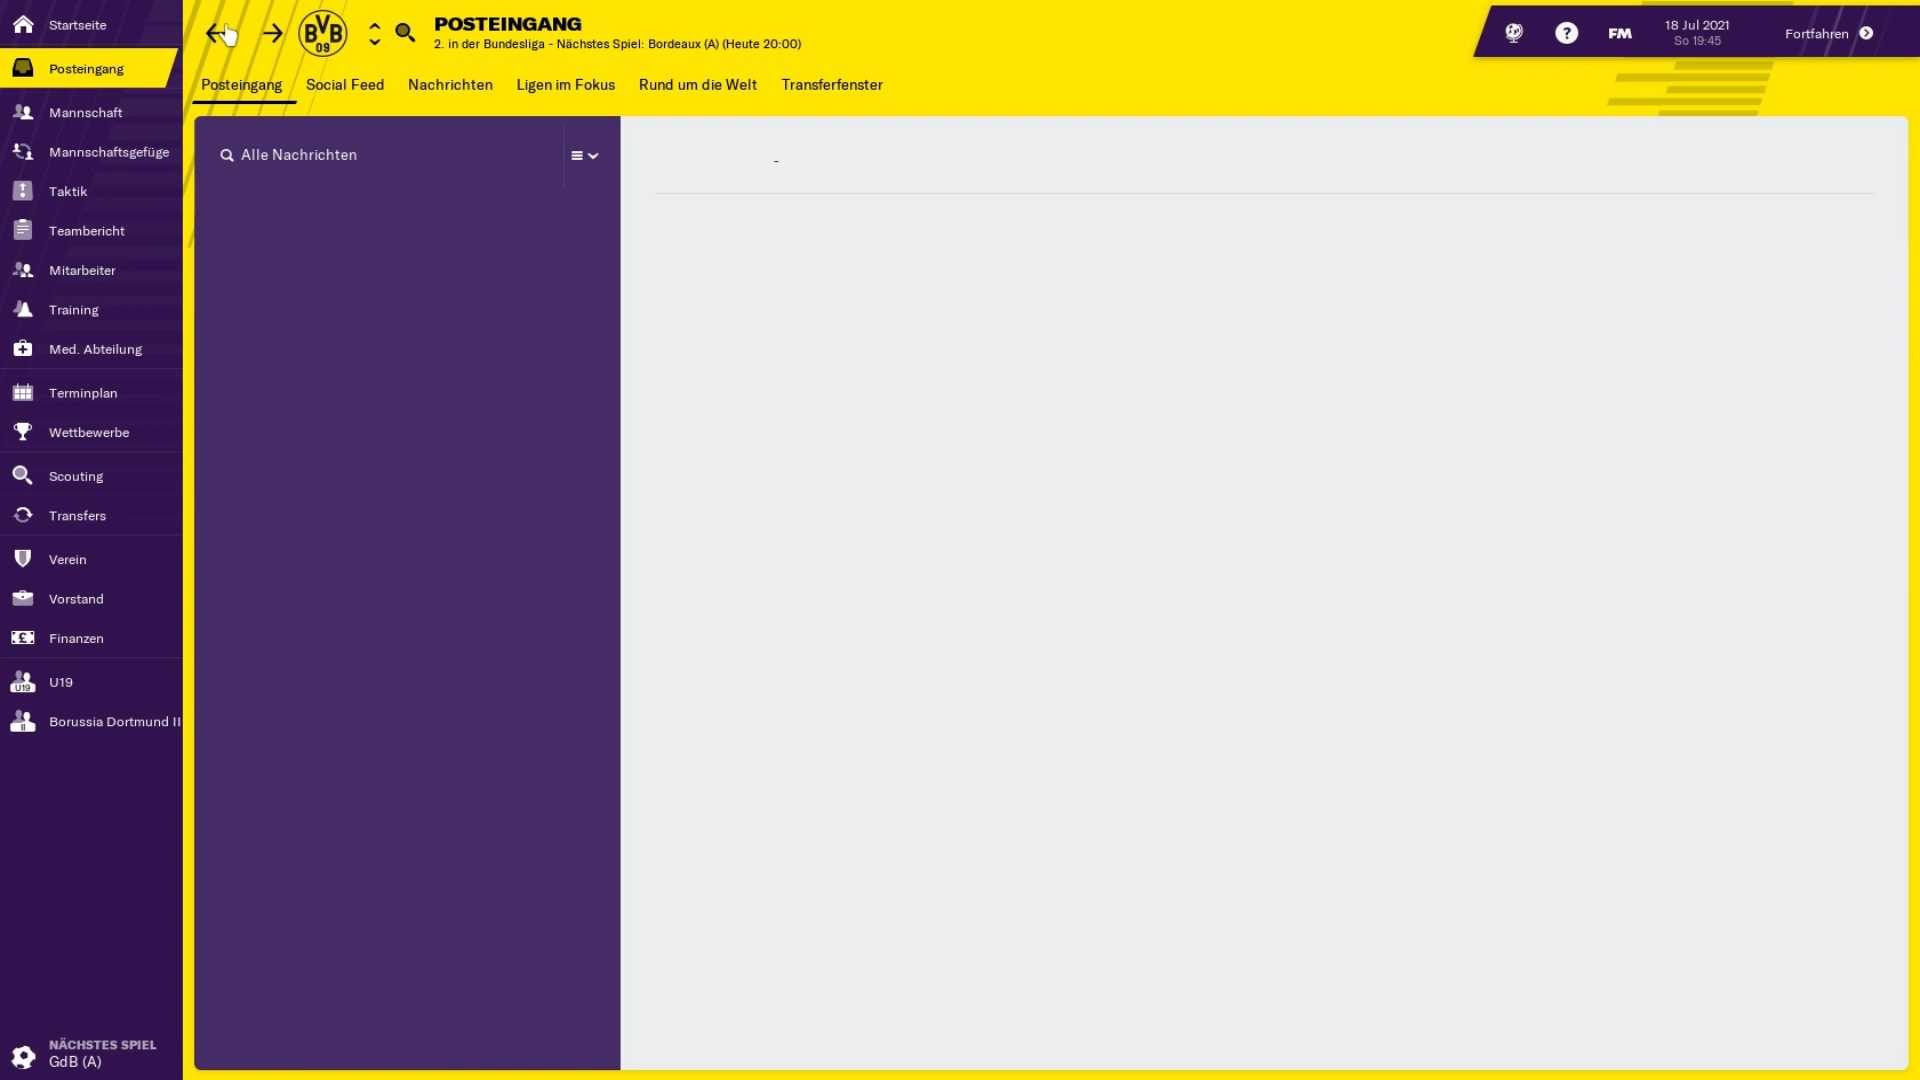 Startseite
Posteingang
Mannschaft
Mannschaftsgefüge
Taktik
Teambericht
Mitarbeiter
Training
Med. Abteilung
Terminplan
Wettbewerbe
Scouting
Transfers
Verein
Vorstand
Finanzen
U19
U19
II
Borussia Dortmund II
NÄCHSTES SPIEL
GdB (A)
BVB
09
POSTEINGANG
2. in der Bundesliga - Nächstes Spiel: Bordeaux (A) (Heute 20:00)
?
FM
18 Jul 2021
So 19:45
Fortfahren
Posteingang Social Feed Nachrichten Ligen im Fokus Rund um die Welt Transferfenster
Alle Nachrichten
-